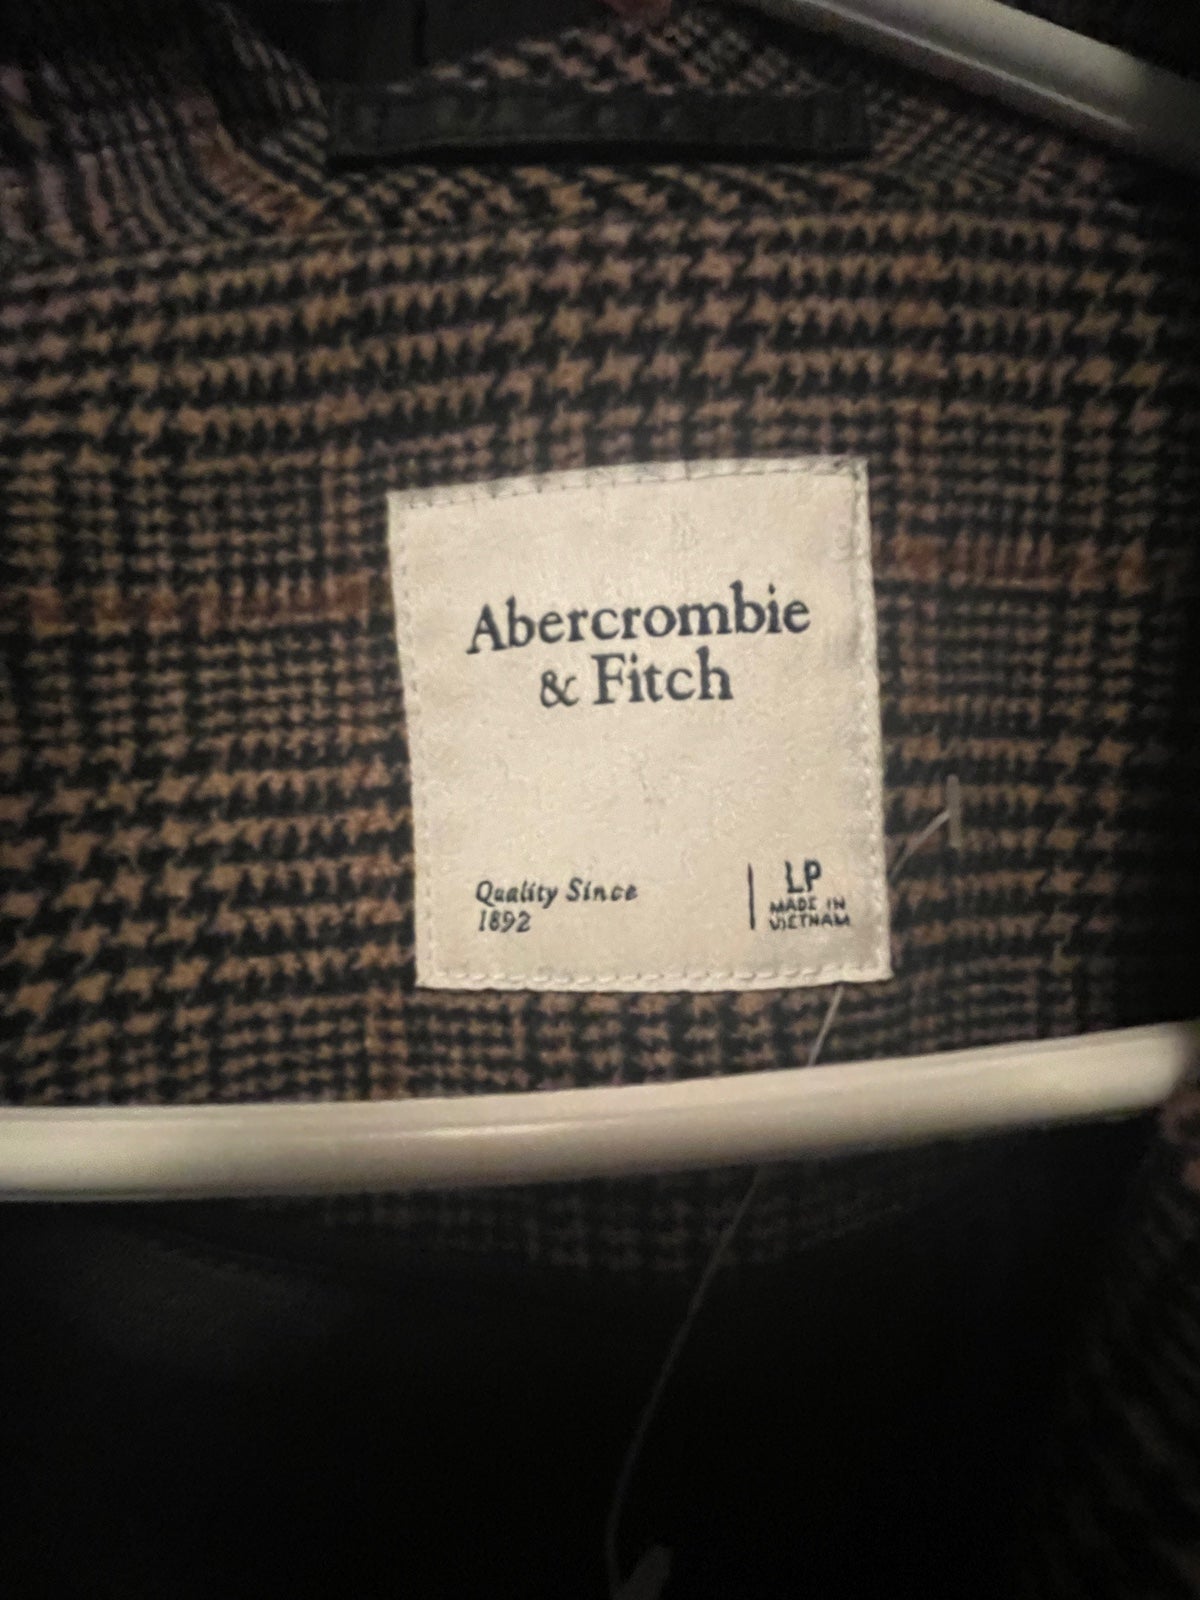 Abercrombie
& Fitch
Quality Since
1892
LP
MADE IN
VIETNAM